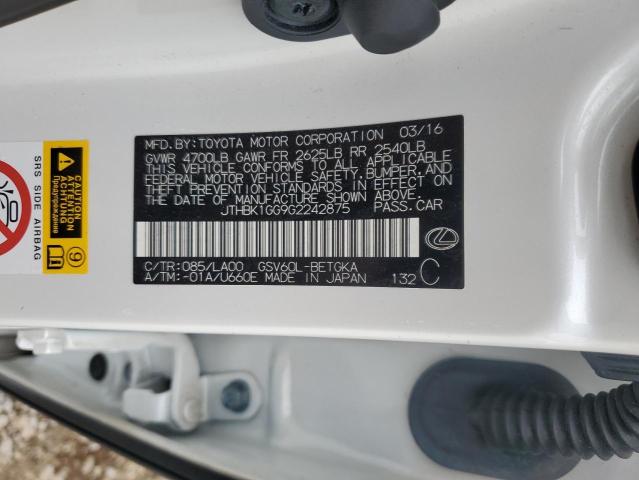 MFD. BY: TOYOTA MOTOR CORPORATION 03/16
GVWR 4700LB GAWR FR 2625LB RR 2540LB
THIS VEHICLE CONFORMS TO ALL APPLICABLE
FEDERAL MOTOR VEHICLE SAFETY, BUMPER, AND
THEFT PREVENTION STANDARDS IN EFFECT ON
THE DATE OF MANUFACTURE SHOWN ABOVE.
JTHBK1GG9G2242875 PASS. CAR
C/TR: 085/LA00 GSV60L-BETGKA
A/TM: -01A/U660E MADE IN JAPAN 132 C
SRS SIDE AIRBAG
Предупреждение
9